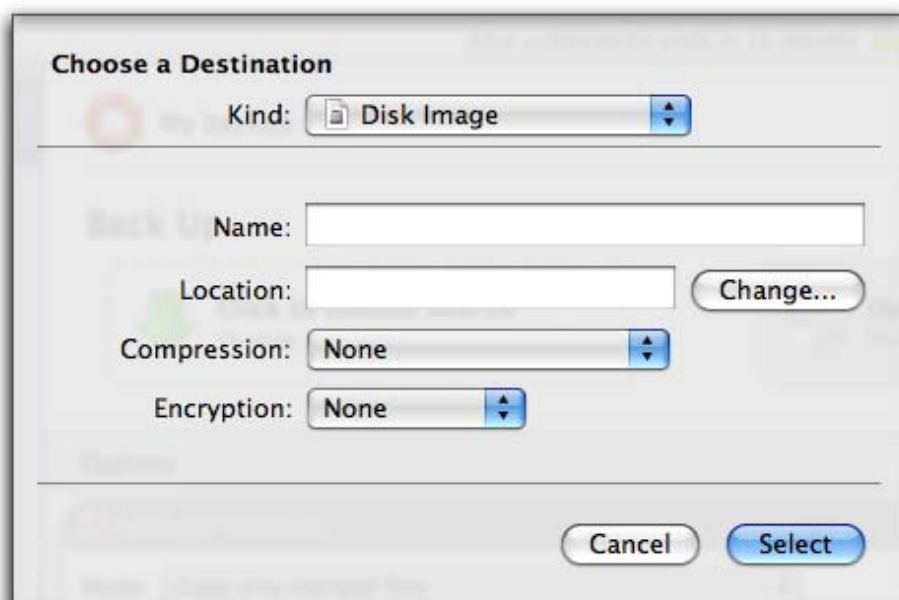 Choose a Destination
Kind: Disk Image
Name:
Location: Change...
Compression: None
Encryption: None
Cancel Select